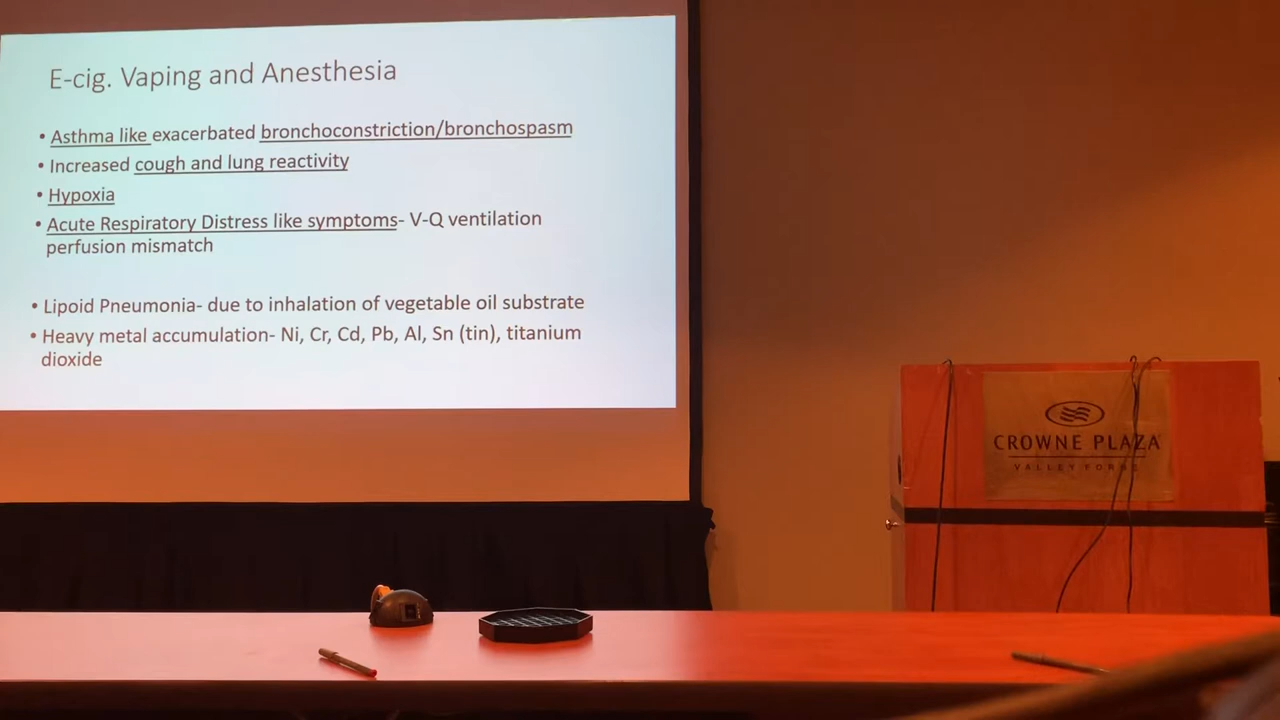 E-cig. Vaping and Anesthesia
• Asthma like exacerbated bronchoconstriction/bronchospasm
• Increased cough and lung reactivity
• Hypoxia
• Acute Respiratory Distress like symptoms- V-Q ventilation
perfusion mismatch
• Lipoid Pneumonia- due to inhalation of vegetable oil substrate
• Heavy metal accumulation- Ni, Cr, Cd, Pb, Al, Sn (tin), titanium
dioxide
CROWNE PLAZA
VALLEY FORGE